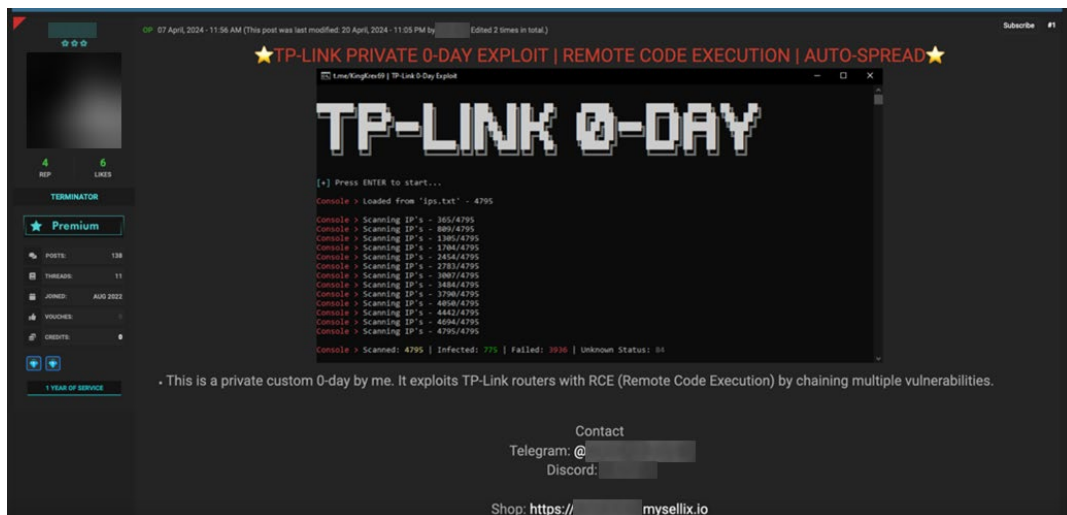 OP 07 April, 2024 - 11:56 AM (This post was last modified: 20 April, 2024 - 11:05 PM by Edited 2 times in total.)
Subscribe #1
⭐TP-LINK PRIVATE 0-DAY EXPLOIT | REMOTE CODE EXECUTION | AUTO-SPREAD⭐
t.me/KingKrex69 | TP-Link 0-Day Exploit
TP-LINK 0-DAY
[+] Press ENTER to start...
Console > Loaded from 'ips.txt' - 4795
Console > Scanning IP's - 365/4795
Console > Scanning IP's - 809/4795
Console > Scanning IP's - 1305/4795
Console > Scanning IP's - 1704/4795
Console > Scanning IP's - 2454/4795
Console > Scanning IP's - 2783/4795
Console > Scanning IP's - 3007/4795
Console > Scanning IP's - 3484/4795
Console > Scanning IP's - 3790/4795
Console > Scanning IP's - 4050/4795
Console > Scanning IP's - 4442/4795
Console > Scanning IP's - 4694/4795
Console > Scanning IP's - 4795/4795
Console > Scanned: 4795 | Infected: 775 | Failed: 3936 | Unknown Status: 84
4 6
REP LIKES
TERMINATOR
Premium
POSTS: 138
THREADS: 11
JOINED: AUG 2022
VOUCHES: 0
CREDITS: 0
1 YEAR OF SERVICE
• This is a private custom 0-day by me. It exploits TP-Link routers with RCE (Remote Code Execution) by chaining multiple vulnerabilities.
Contact
Telegram: @
Discord:
Shop: https:// mysellix.io